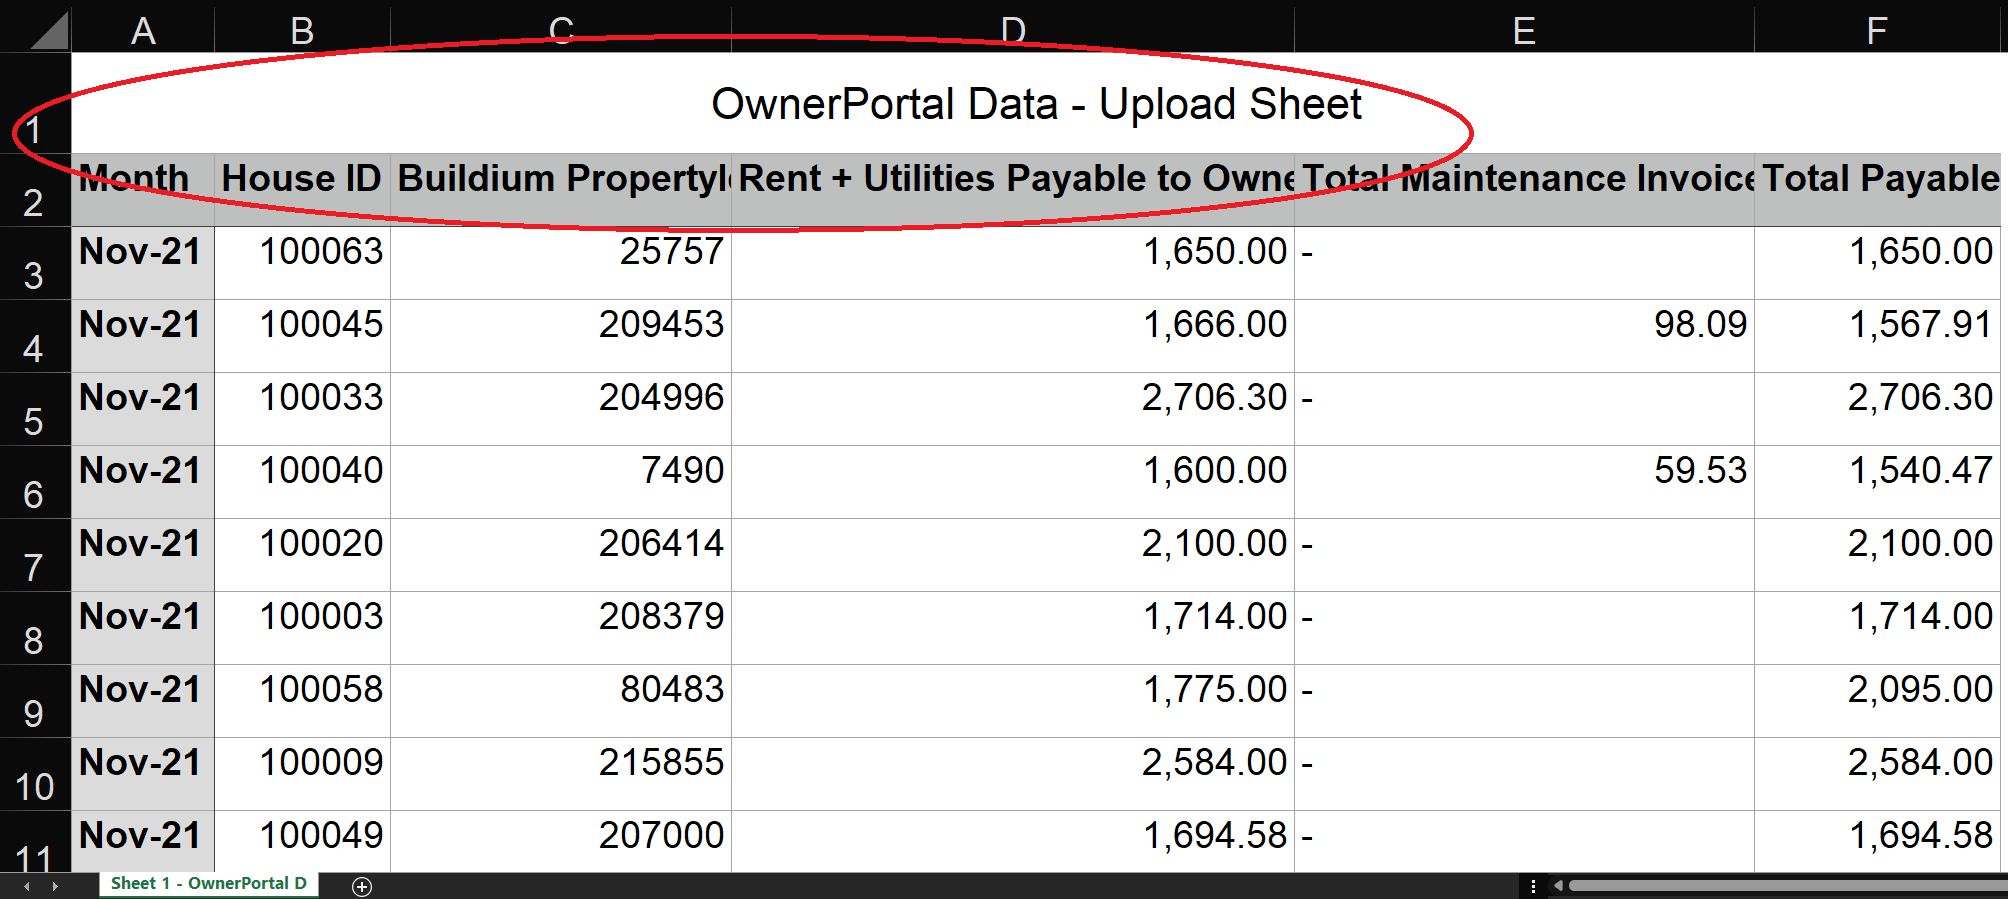 A B C D E F
1 OwnerPortal Data - Upload Sheet
2 Month House ID Buildium PropertyI Rent + Utilities Payable to Owne Total Maintenance Invoice Total Payable
3 Nov-21 100063 25757 1,650.00 - 1,650.00
4 Nov-21 100045 209453 1,666.00 98.09 1,567.91
5 Nov-21 100033 204996 2,706.30 - 2,706.30
6 Nov-21 100040 7490 1,600.00 59.53 1,540.47
7 Nov-21 100020 206414 2,100.00 - 2,100.00
8 Nov-21 100003 208379 1,714.00 - 1,714.00
9 Nov-21 100058 80483 1,775.00 - 2,095.00
10 Nov-21 100009 215855 2,584.00 - 2,584.00
11 Nov-21 100049 207000 1,694.58 - 1,694.58
Sheet 1 - OwnerPortal D